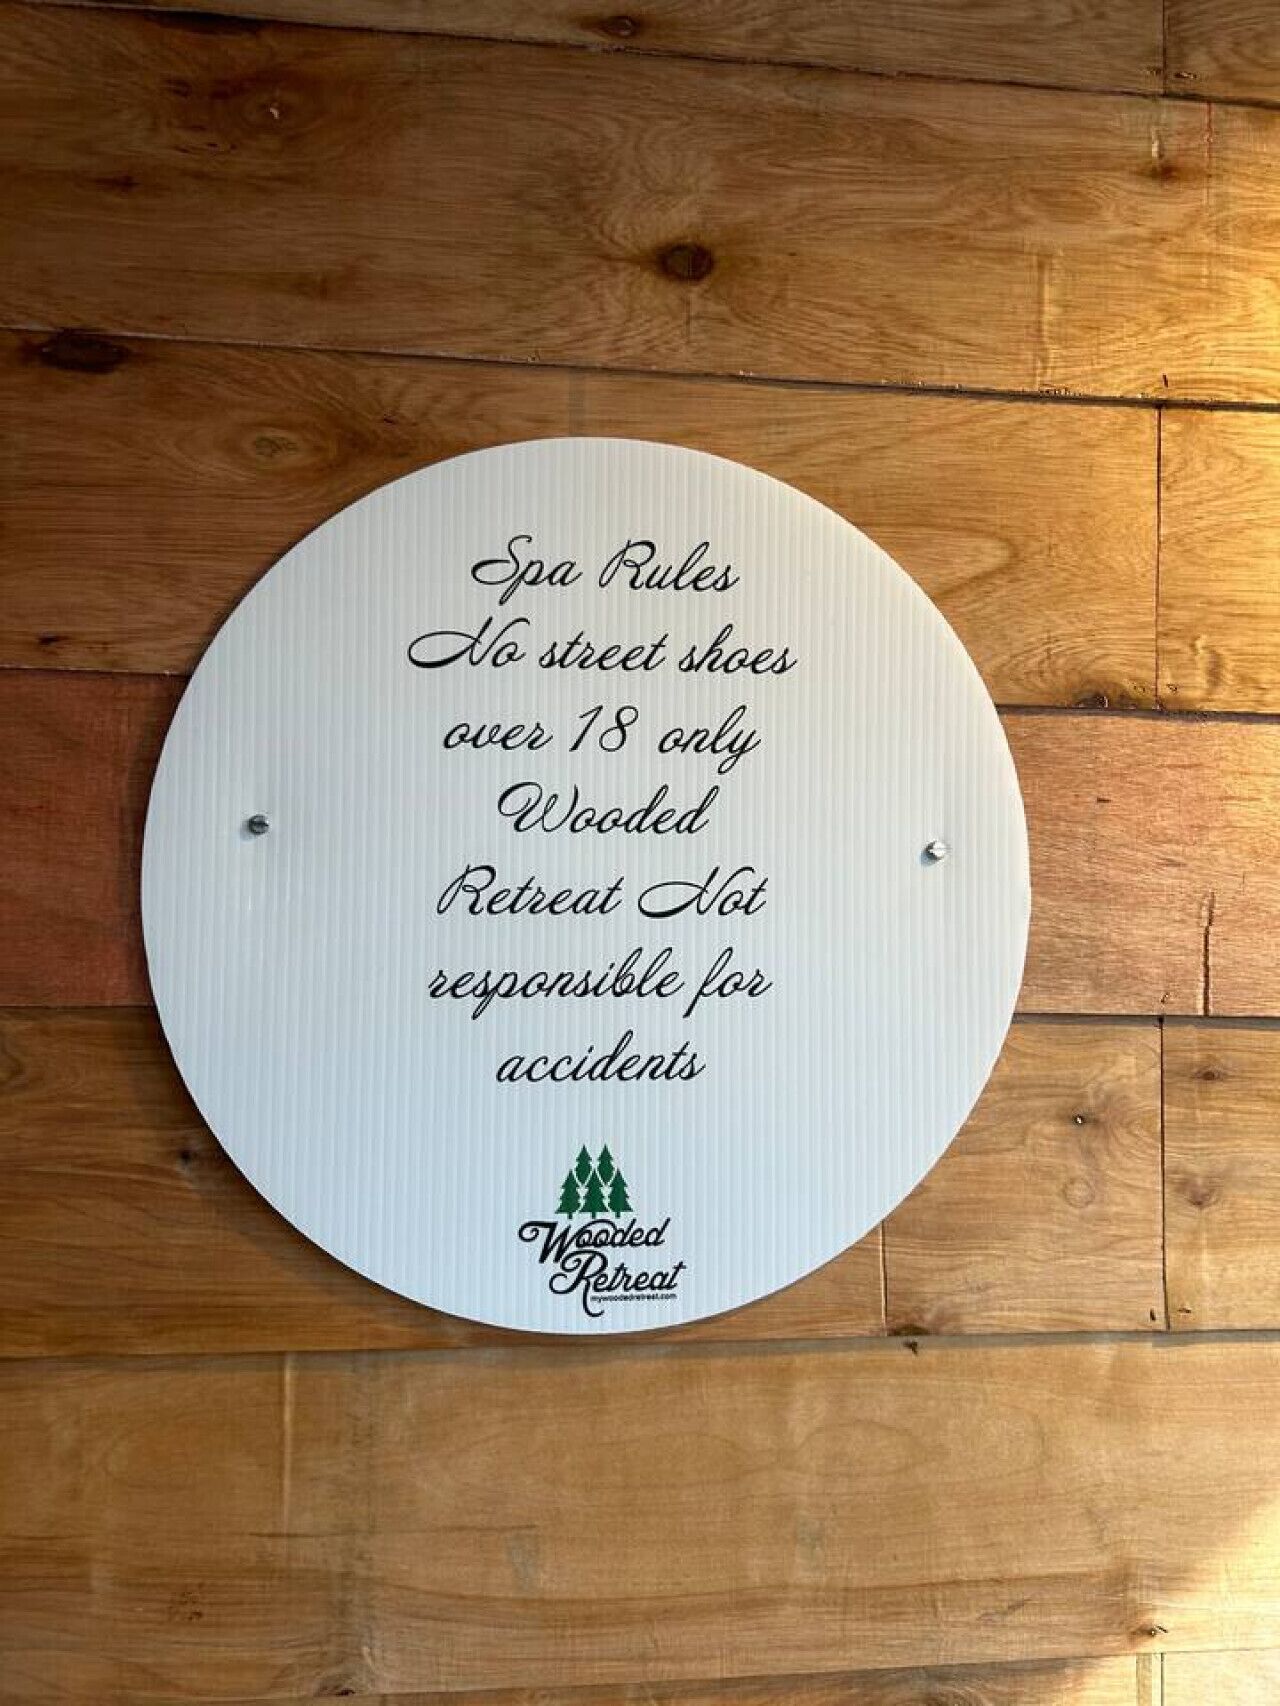 Spa Rules
No street shoes
over 18 only
Wooded
Retreat Not
responsible for
accidents
Wooded
Retreat
mywoodedretreat.com